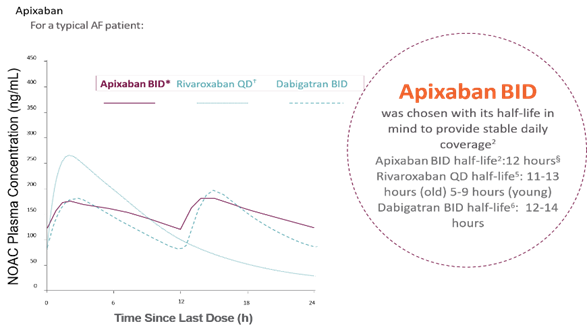 Apixaban
For a typical AF patient:
450
400
350
300
250
200
150
100
50
0
NOAC Plasma Concentration (ng/mL)
Apixaban BID* Rivaroxaban QD† Dabigatran BID
0 6 12 12 24
Time Since Last Dose (h)
Apixaban BID
was chosen with its half-life in
mind to provide stable daily
coverage²
Apixaban BID half-life²:12 hours§
Rivaroxaban QD half-life⁵: 11-13
hours (old) 5-9 hours (young)
Dabigatran BID half-life⁶: 12-14
hours